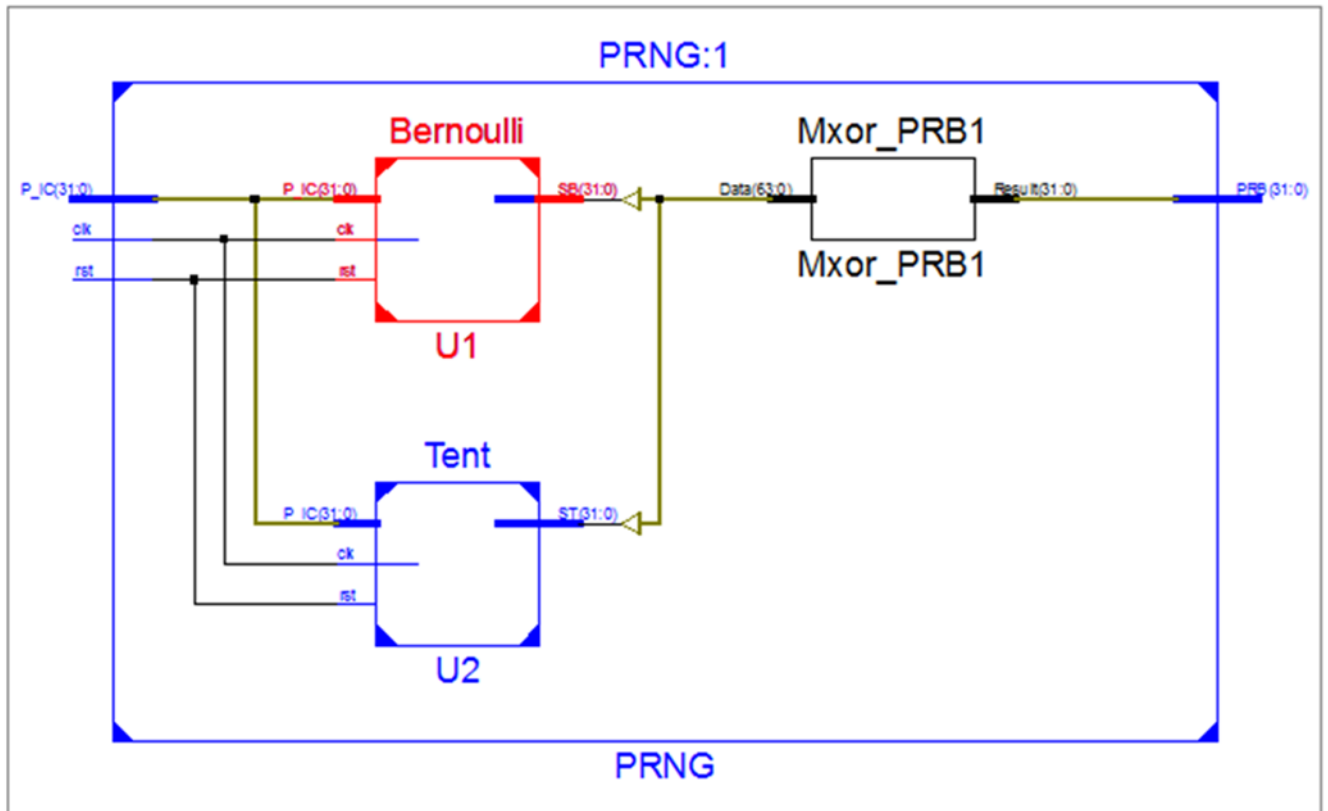 PRNG:1
Bernoulli
Mxor_PRB1
P_IC(31:0)
P_IC(31:0)
SB(31:0)
Data(63:0)
Result(31:0)
PRB(31:0)
clk
clk
rst
rst
Mxor_PRB1
U1
Tent
P_IC(31:0)
ST(31:0)
clk
rst
U2
PRNG